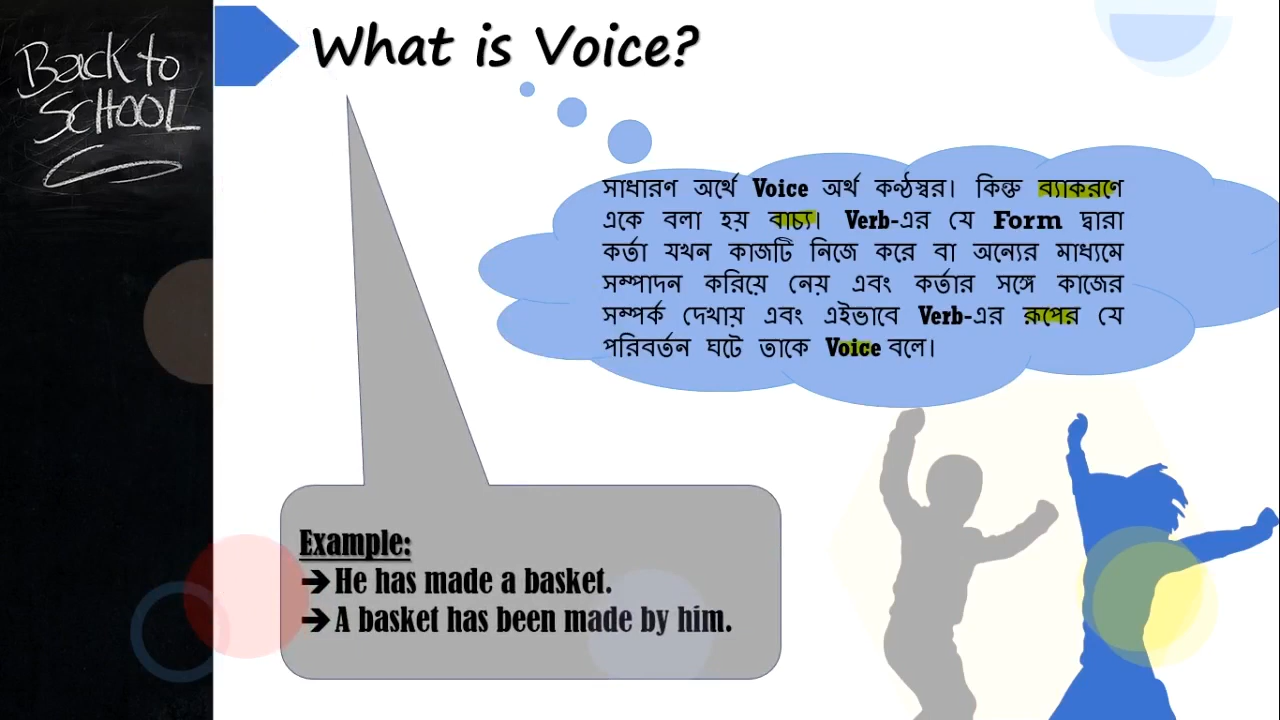 Back to
SCHOOL
What is Voice?
সাধারণ অর্থে Voice অর্থ কণ্ঠস্বর। কিন্তু ব্যাকরণে
একে বলা হয় বাচ্য। Verb-এর যে Form দ্বারা
কর্তা যখন কাজটি নিজে করে বা অন্যের মাধ্যমে
সম্পাদন করিয়ে নেয় এবং কর্তার সঙ্গে কাজের
সম্পর্ক দেখায় এবং এইভাবে Verb-এর রূপের যে
পরিবর্তন ঘটে তাকে Voice বলে।
Example:
➔ He has made a basket.
➔ A basket has been made by him.